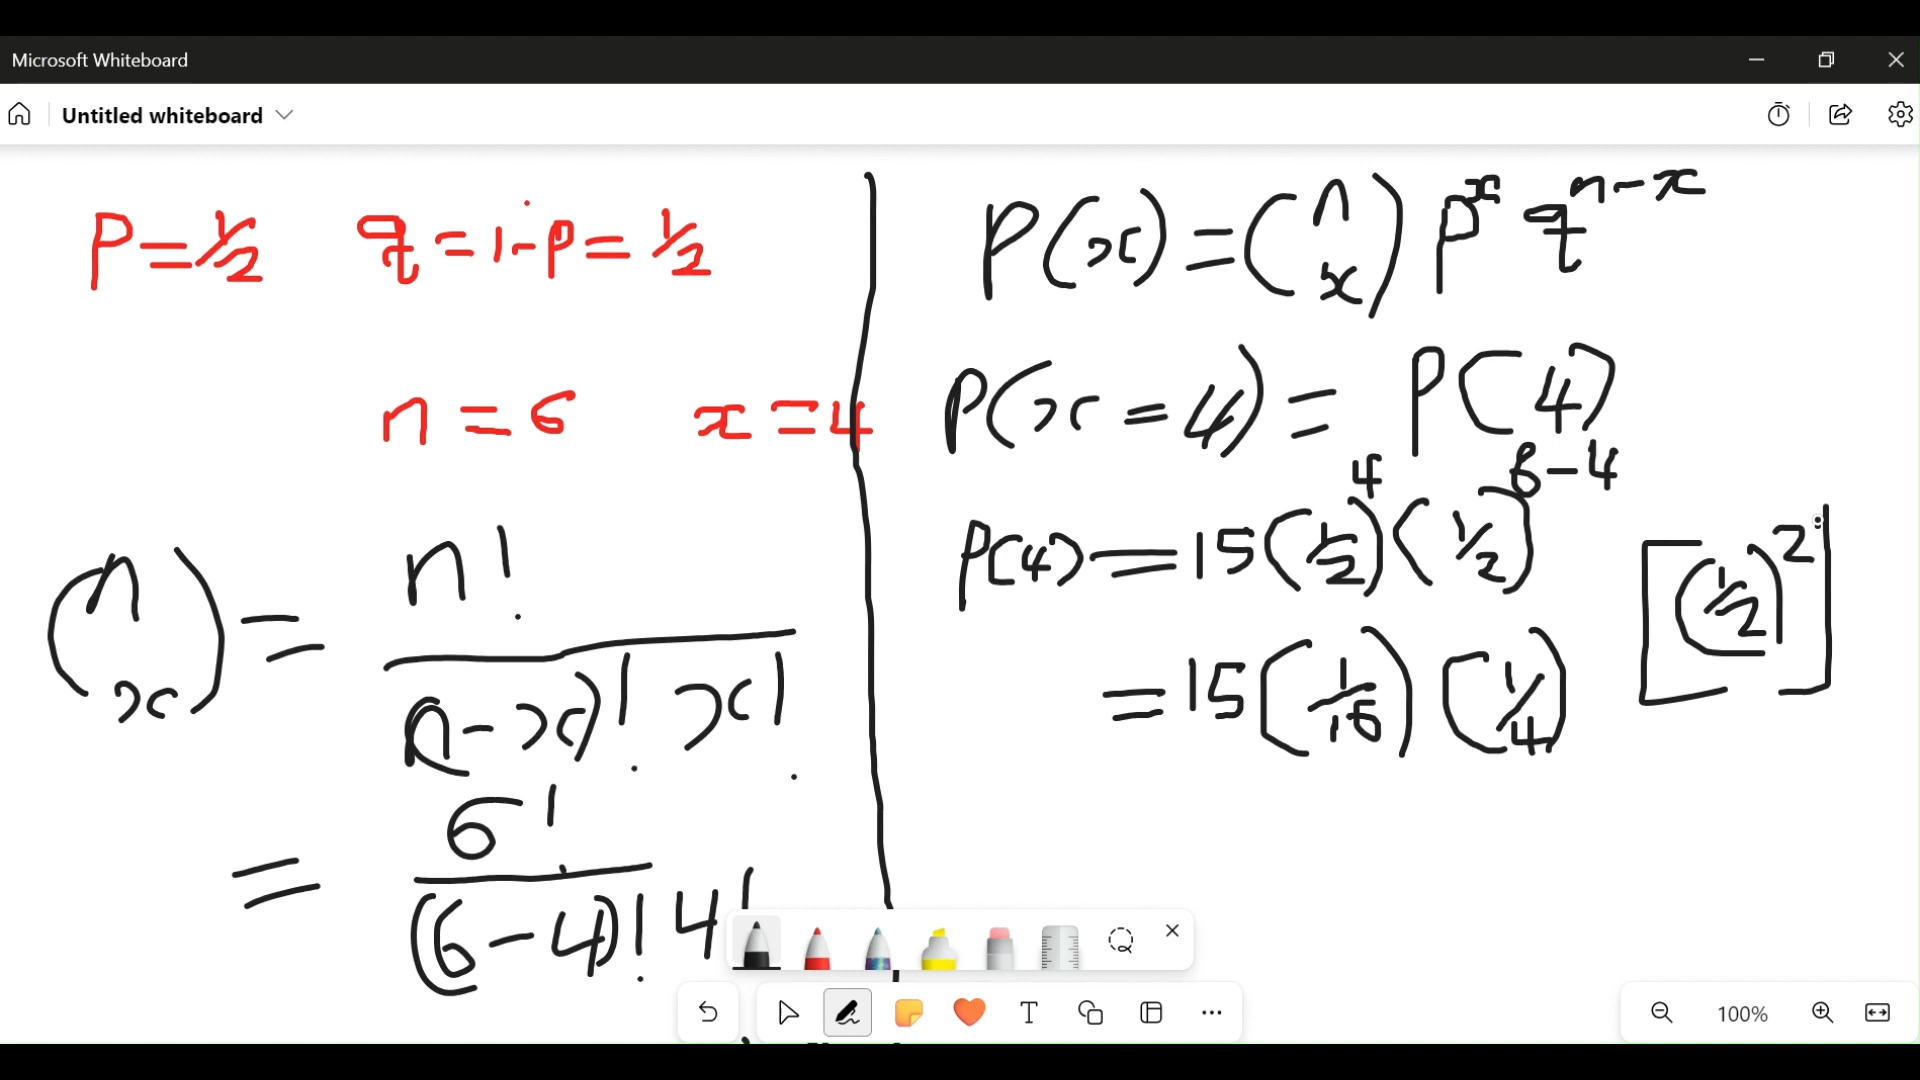 Microsoft Whiteboard
Untitled whiteboard
P = 1/2 q = 1 - p = 1/2
n = 6 x = 4
(n x) = n! / (n - x)! x!
= 6! / (6 - 4)! 4!
P(x) = (n x) p^x q^(n-x)
P(x = 4) = P(4)
P(4) = 15 (1/2)^4 (1/2)^(6-4)
[(1/2)^2]
= 15 (1/16) (1/4)
100%